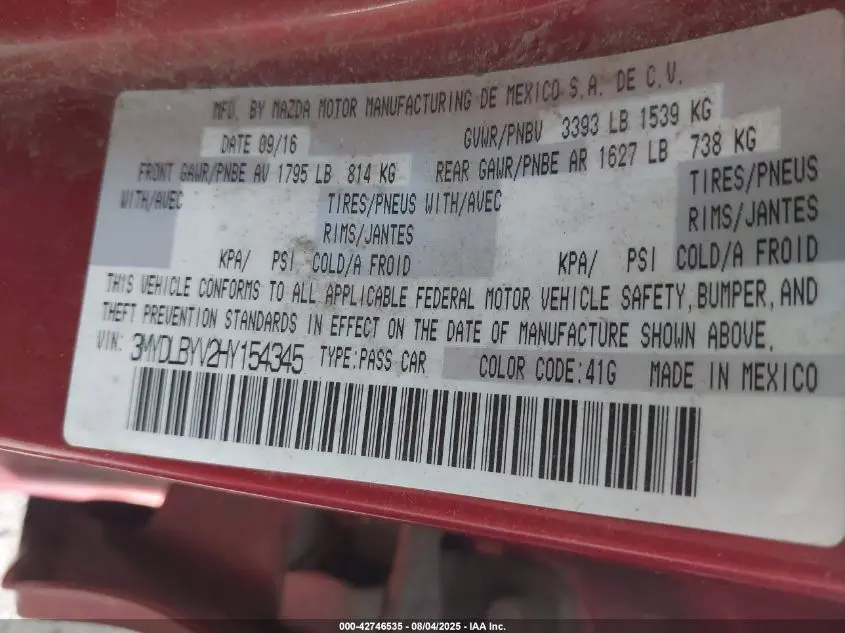 MFD. BY MAZDA MOTOR MANUFACTURING DE MEXICO S.A. DE C.V.
DATE 09/16 GVWR/PNBV 3393 LB 1539 KG
FRONT GAWR/PNBE AV 1795 LB 814 KG REAR GAWR/PNBE AR 1627 LB 738 KG
WITH/AVEC TIRES/PNEUS WITH/AVEC TIRES/PNEUS
RIMS/JANTES RIMS/JANTES
KPA/ PSI COLD/A FROID KPA/ PSI COLD/A FROID
THIS VEHICLE CONFORMS TO ALL APPLICABLE FEDERAL MOTOR VEHICLE SAFETY, BUMPER, AND
THEFT PREVENTION STANDARDS IN EFFECT ON THE DATE OF MANUFACTURE SHOWN ABOVE.
VIN: 3MYDLBYV2HY154345 TYPE:PASS CAR COLOR CODE:41G MADE IN MEXICO
000-42746535 - 08/04/2025 - IAA Inc.